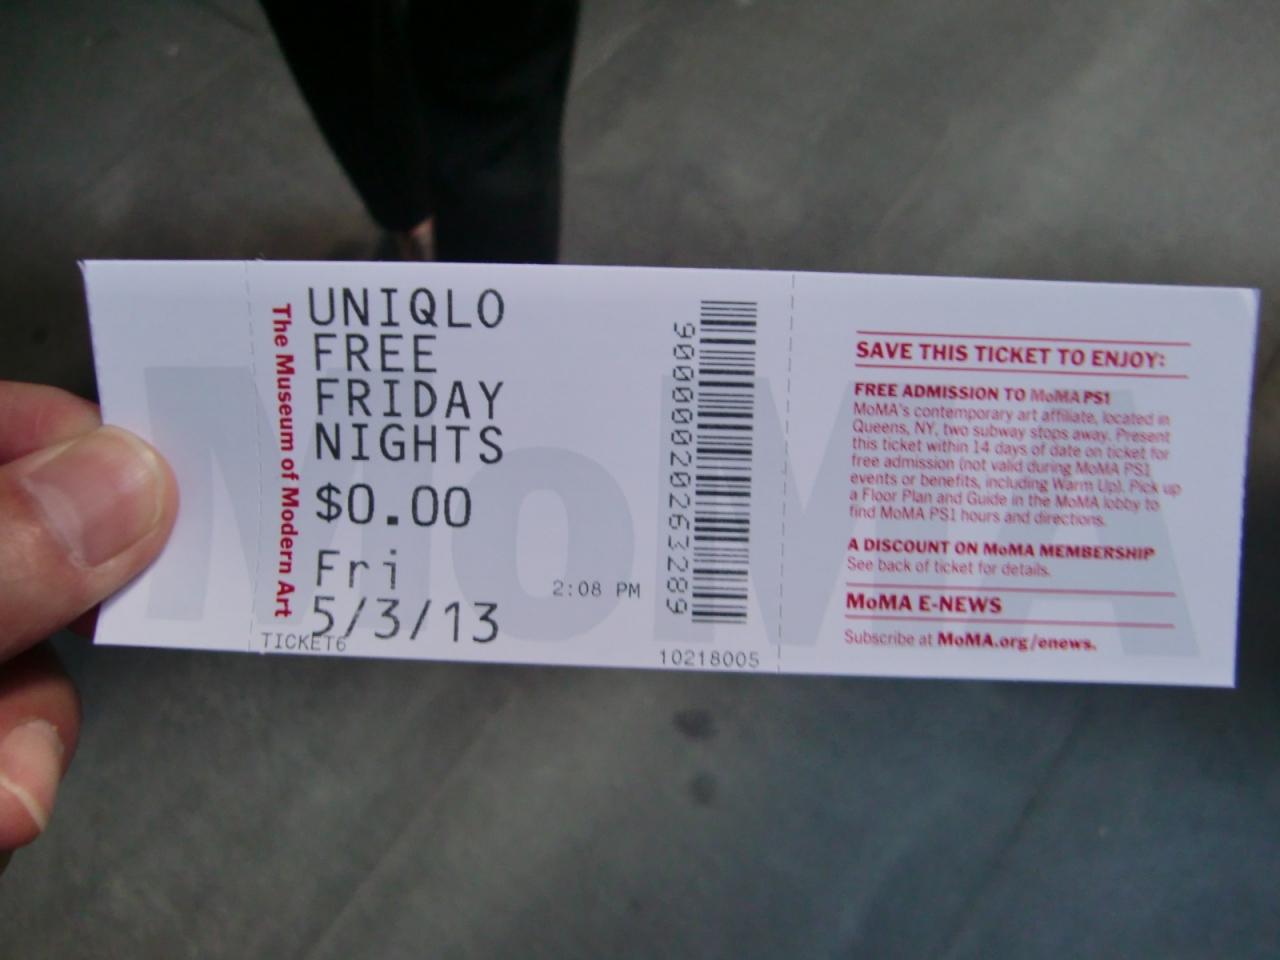 The Museum of Modern Art
UNIQLO
FREE
FRIDAY
NIGHTS
$0.00
Fri
5/3/13
2:08 PM
TICKET6
900000020263289
10218005
MoMA
SAVE THIS TICKET TO ENJOY:
FREE ADMISSION TO MoMA PS1
MoMA's contemporary art affiliate, located in
Queens, NY, two subway stops away. Present
this ticket within 14 days of date on ticket for
free admission (not valid during MoMA PS1
events or benefits, including Warm Up). Pick up
a Floor Plan and Guide in the MoMA lobby to
find MoMA PS1 hours and directions.
A DISCOUNT ON MoMA MEMBERSHIP
See back of ticket for details.
MoMA E-NEWS
Subscribe at MoMA.org/enews.